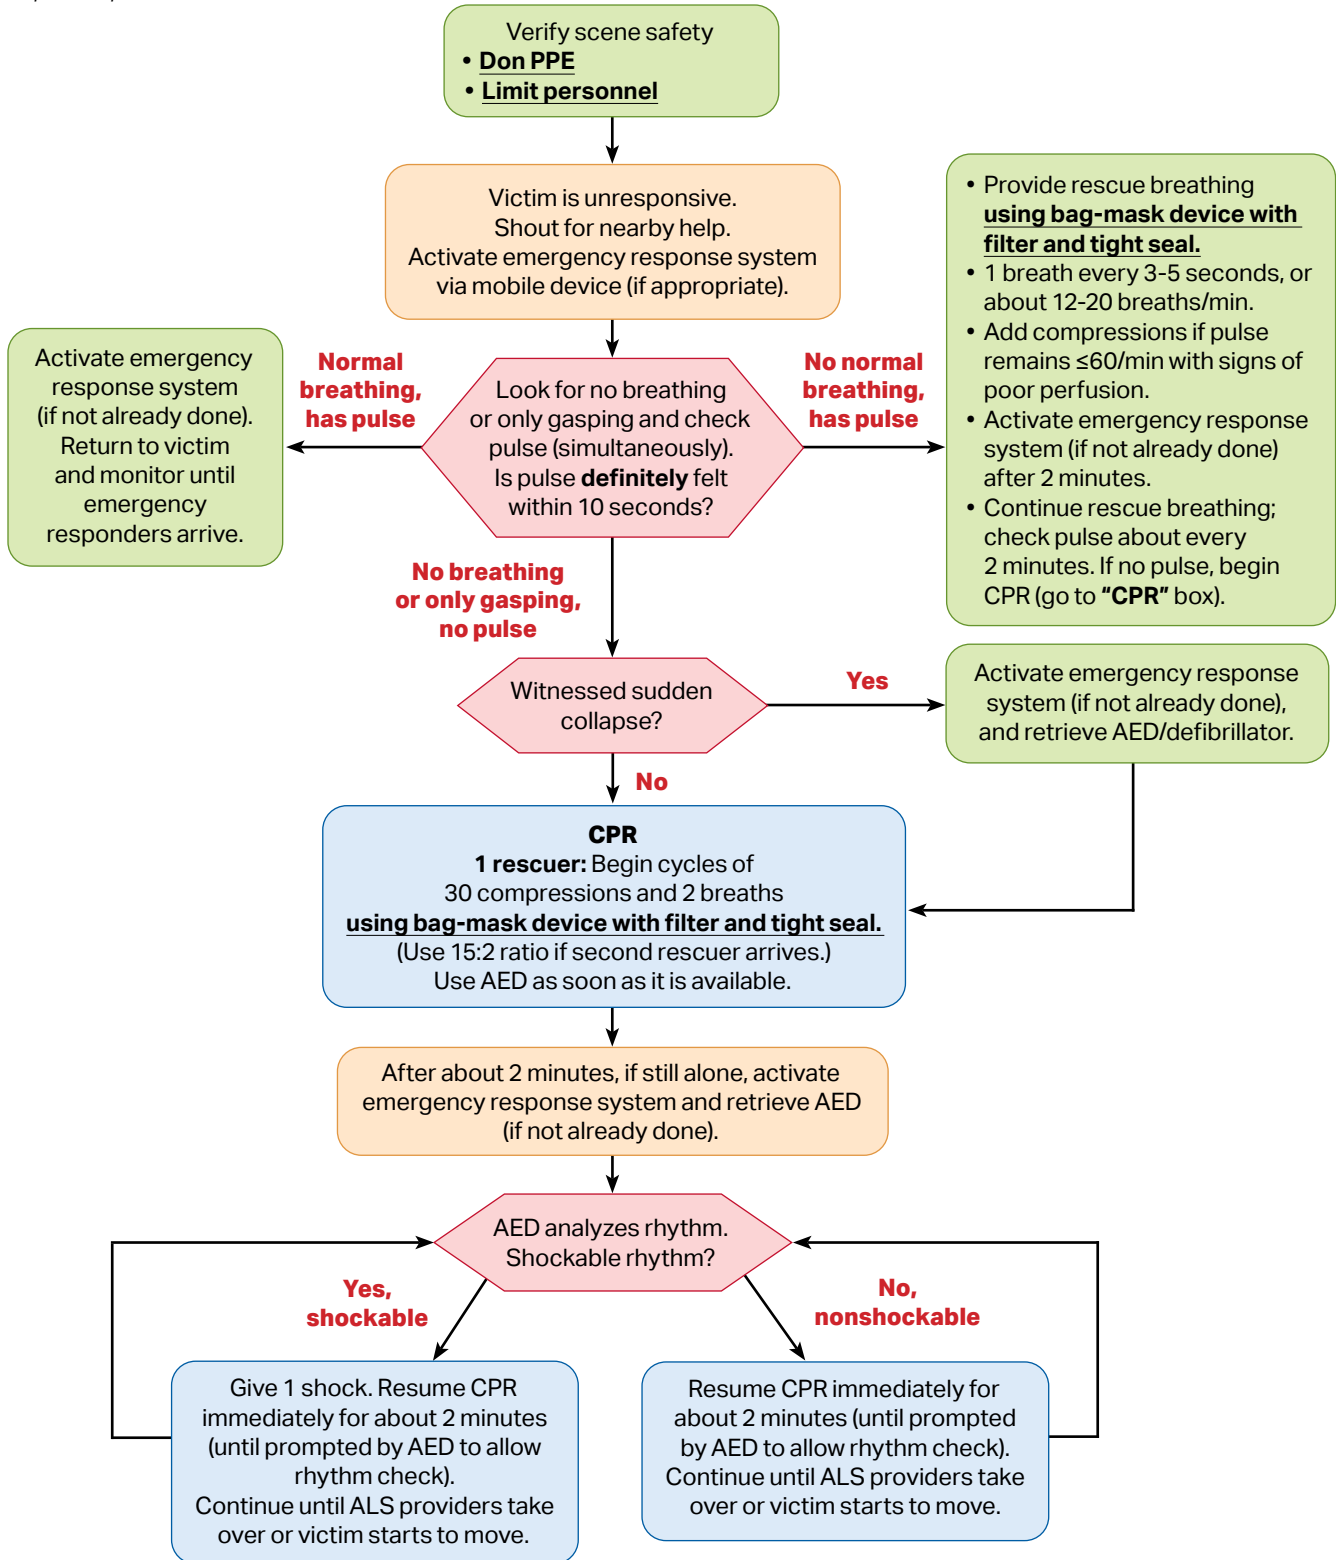 Verify scene safety
• Don PPE
• Limit personnel
Victim is unresponsive.
Shout for nearby help.
Activate emergency response system
via mobile device (if appropriate).
• Provide rescue breathing
using bag-mask device with
filter and tight seal.
• 1 breath every 3-5 seconds, or
about 12-20 breaths/min.
• Add compressions if pulse
remains ≤60/min with signs of
poor perfusion.
• Activate emergency response
system (if not already done)
after 2 minutes.
• Continue rescue breathing;
check pulse about every
2 minutes. If no pulse, begin
CPR (go to "CPR" box).
Activate emergency
response system
(if not already done).
Return to victim
and monitor until
emergency
responders arrive.
Normal
breathing,
has pulse
Look for no breathing
or only gasping and check
pulse (simultaneously).
Is pulse definitely felt
within 10 seconds?
No normal
breathing,
has pulse
No breathing
or only gasping,
no pulse
Witnessed sudden
collapse?
Yes
Activate emergency response
system (if not already done),
and retrieve AED/defibrillator.
No
CPR
1 rescuer: Begin cycles of
30 compressions and 2 breaths
using bag-mask device with filter and tight seal.
(Use 15:2 ratio if second rescuer arrives.)
Use AED as soon as it is available.
After about 2 minutes, if still alone, activate
emergency response system and retrieve AED
(if not already done).
AED analyzes rhythm.
Shockable rhythm?
Yes,
shockable
No,
nonshockable
Give 1 shock. Resume CPR
immediately for about 2 minutes
(until prompted by AED to allow
rhythm check).
Continue until ALS providers take
over or victim starts to move.
Resume CPR immediately for
about 2 minutes (until prompted
by AED to allow rhythm check).
Continue until ALS providers take
over or victim starts to move.